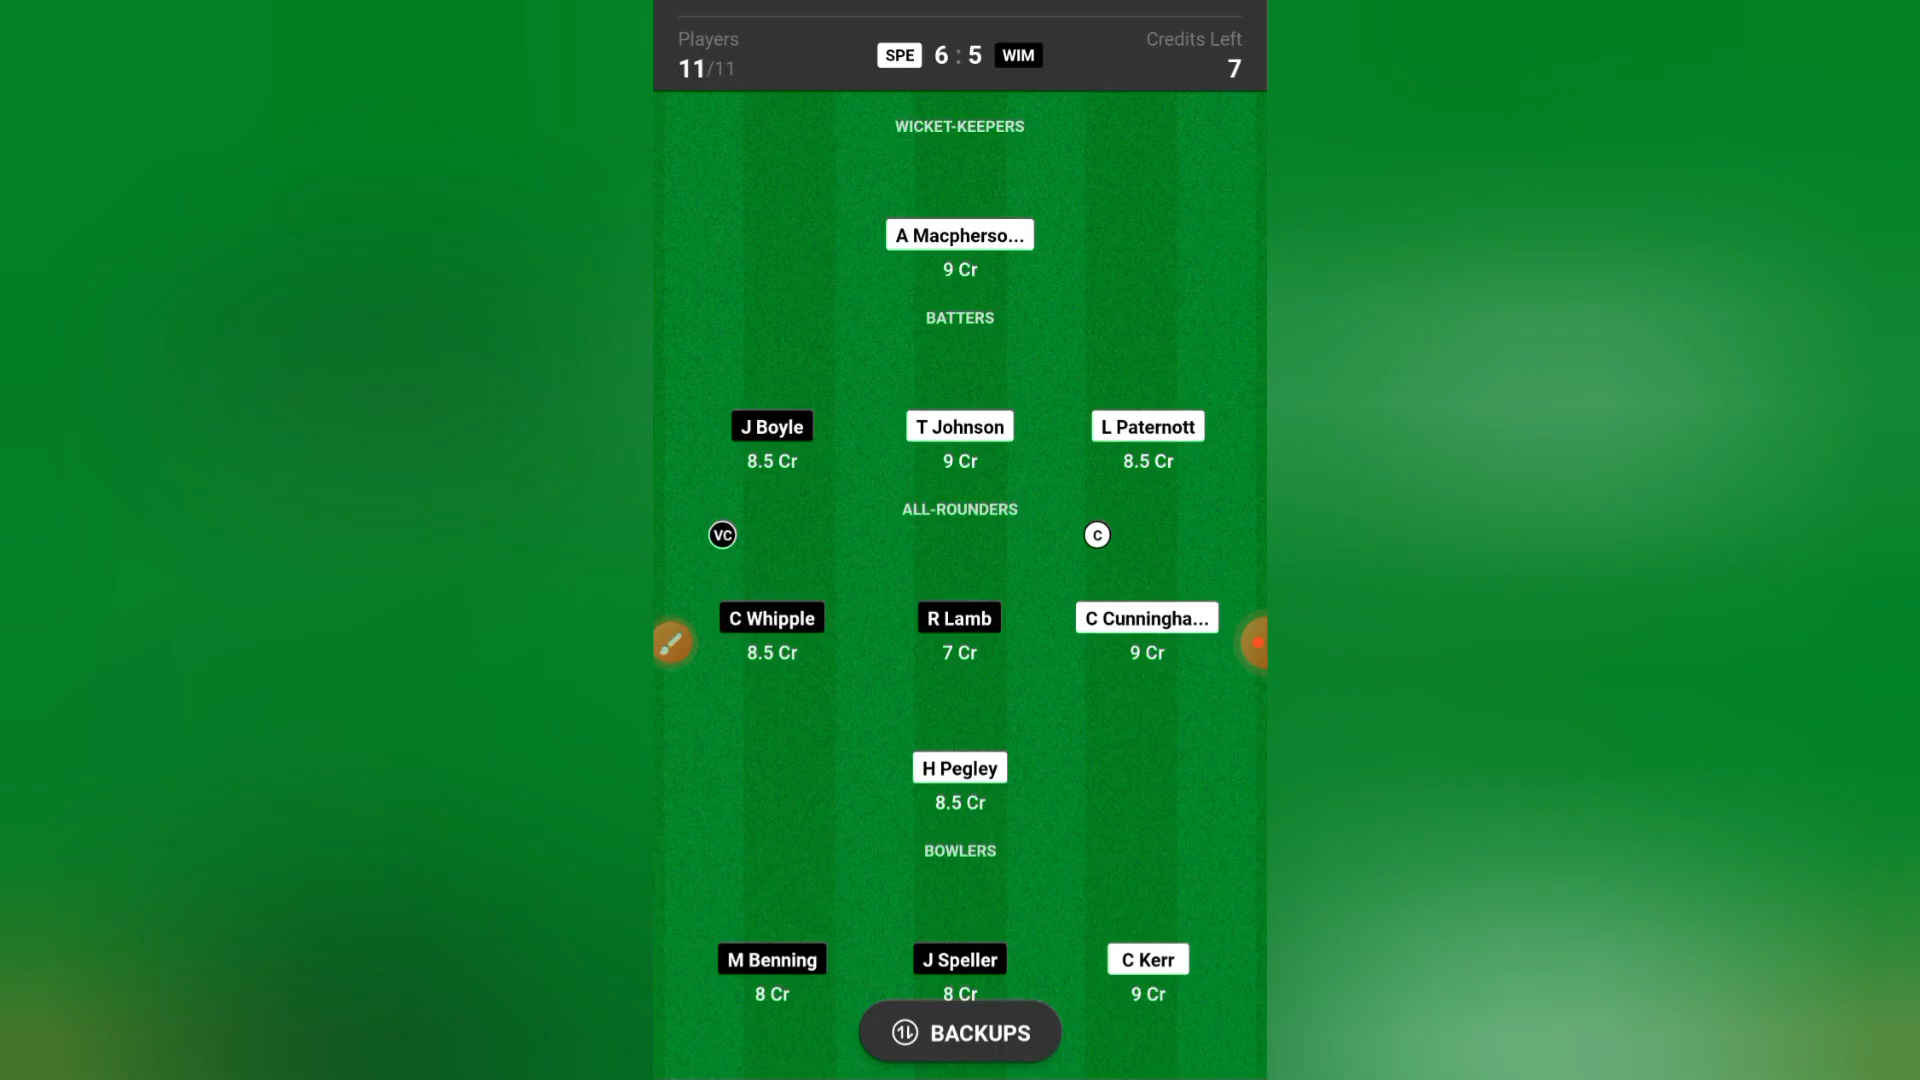 Players
11/11
SPE 6 : 5 WIM
Credits Left
7
WICKET-KEEPERS
A Macpherso...
9 Cr
BATTERS
J Boyle
8.5 Cr
T Johnson
9 Cr
L Paternott
8.5 Cr
ALL-ROUNDERS
VC
C Whipple
8.5 Cr
R Lamb
7 Cr
C
C Cunningha...
9 Cr
H Pegley
8.5 Cr
BOWLERS
M Benning
8 Cr
J Speller
8 Cr
C Kerr
9 Cr
BACKUPS